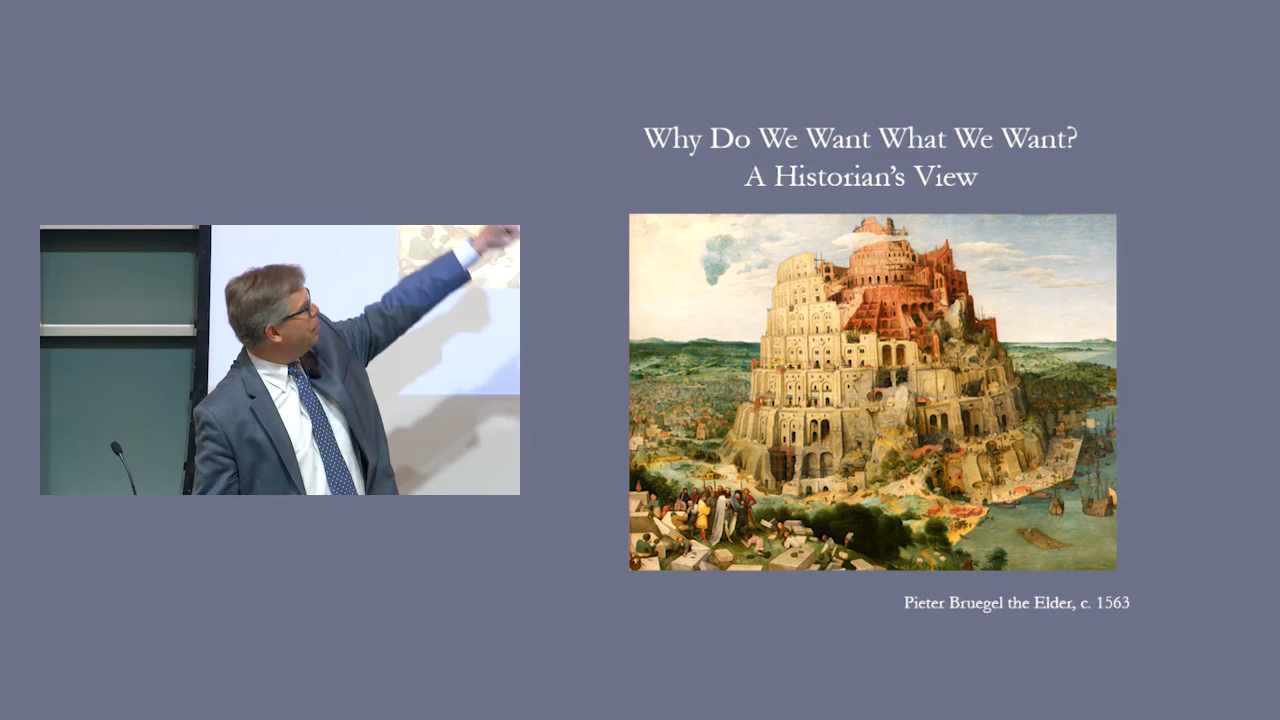 Why Do We Want What We Want?
A Historian's View
Pieter Bruegel the Elder, c. 1563